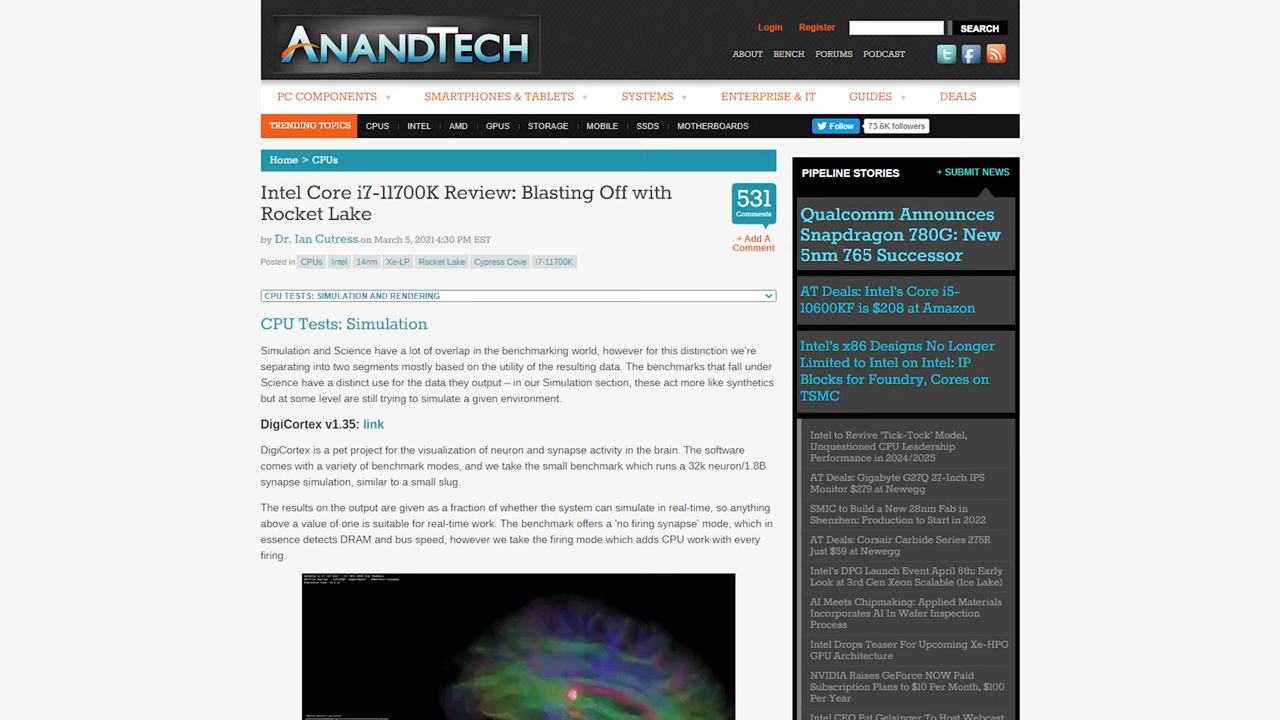 ANANDTECH
Login
Register
SEARCH
ABOUT
BENCH
FORUMS
PODCAST
PC COMPONENTS
SMARTPHONES & TABLETS
SYSTEMS
ENTERPRISE & IT
GUIDES
DEALS
TRENDING TOPICS
CPUS
INTEL
AMD
GPUS
STORAGE
MOBILE
SSDS
MOTHERBOARDS
Follow
73.6K followers
Home > CPUs
Intel Core i7-11700K Review: Blasting Off with
Rocket Lake
by Dr. Ian Cutress on March 5, 2021 4:30 PM EST
Posted in CPUs Intel 14nm Xe-LP Rocket Lake Cypress Cove i7-11700K
531
Comments
+ Add A
Comment
CPU TESTS: SIMULATION AND RENDERING
CPU Tests: Simulation
Simulation and Science have a lot of overlap in the benchmarking world, however for this distinction we're
separating into two segments mostly based on the utility of the resulting data. The benchmarks that fall under
Science have a distinct use for the data they output – in our Simulation section, these act more like synthetics
but at some level are still trying to simulate a given environment.
DigiCortex v1.35: link
DigiCortex is a pet project for the visualization of neuron and synapse activity in the brain. The software
comes with a variety of benchmark modes, and we take the small benchmark which runs a 32k neuron/1.8B
synapse simulation, similar to a small slug.
The results on the output are given as a fraction of whether the system can simulate in real-time, so anything
above a value of one is suitable for real-time work. The benchmark offers a 'no firing synapse' mode, which in
essence detects DRAM and bus speed, however we take the firing mode which adds CPU work with every
firing.
PIPELINE STORIES
+ SUBMIT NEWS
Qualcomm Announces
Snapdragon 780G: New
5nm 765 Successor
AT Deals: Intel's Core i5-
10600KF is $208 at Amazon
Intel's x86 Designs No Longer
Limited to Intel on Intel: IP
Blocks for Foundry, Cores on
TSMC
Intel to Revive 'Tick-Tock' Model,
Unquestioned CPU Leadership
Performance in 2024/2025
AT Deals: Gigabyte G27Q 27-Inch IPS
Monitor $279 at Newegg
SMIC to Build a New 28nm Fab in
Shenzhen: Production to Start in 2022
AT Deals: Corsair Carbide Series 275R
Just $59 at Newegg
Intel's DPG Launch Event April 6th: Early
Look at 3rd Gen Xeon Scalable (Ice Lake)
AI Meets Chipmaking: Applied Materials
Incorporates AI In Wafer Inspection
Process
Intel Drops Teaser For Upcoming Xe-HPG
GPU Architecture
NVIDIA Raises GeForce NOW Paid
Subscription Plans to $10 Per Month, $100
Per Year
Intel CEO Pat Gelsinger To Host Webcast